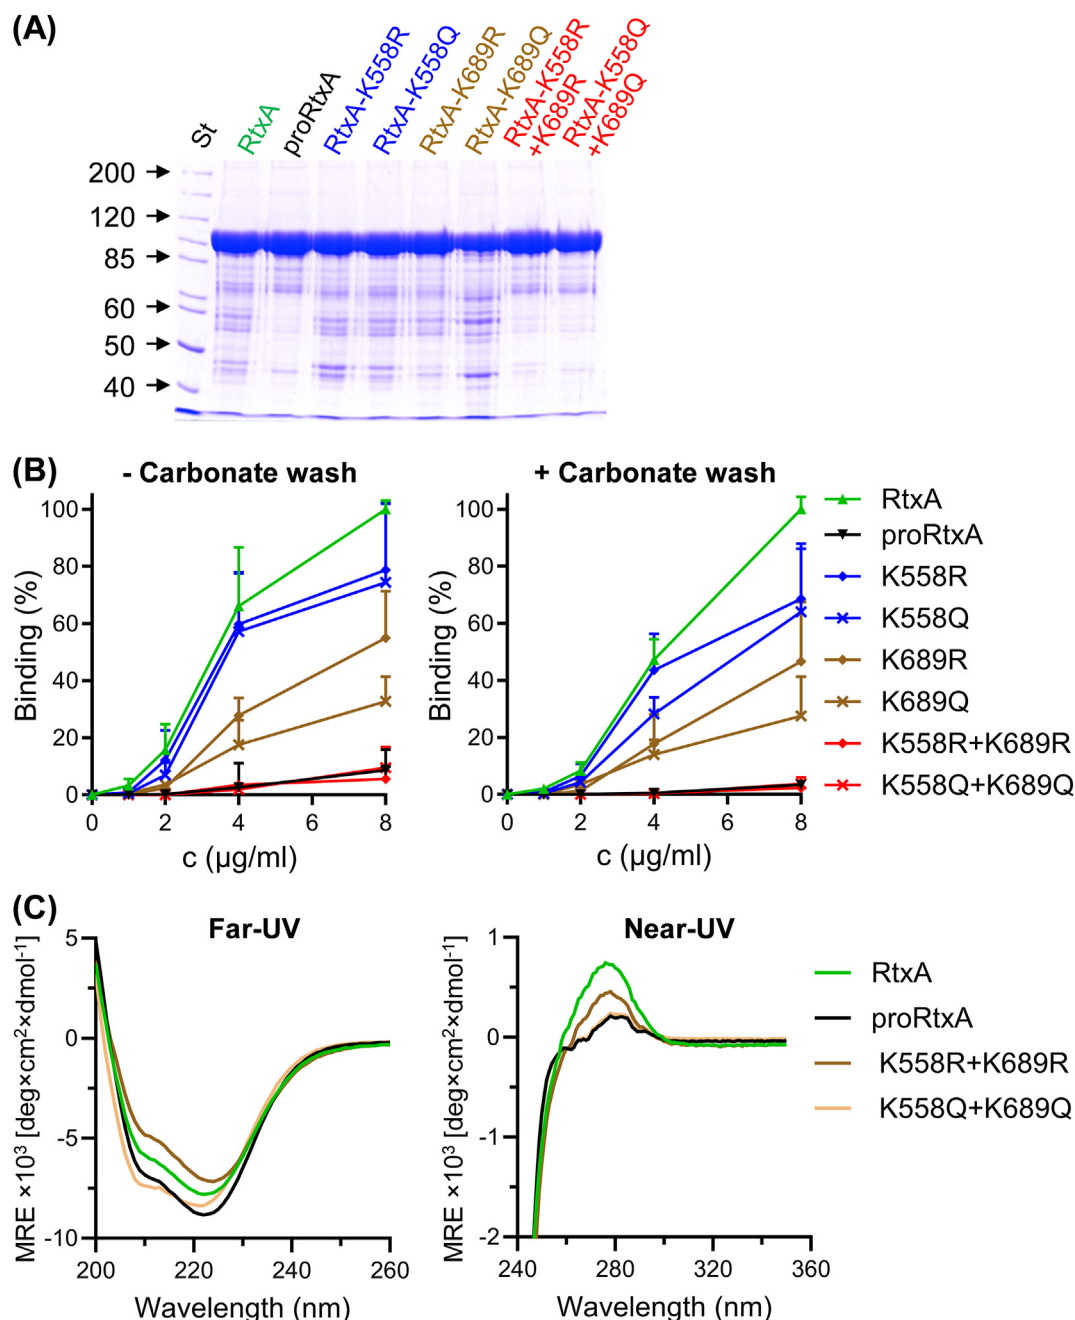 (A)
St
RtxA
proRtxA
RtxA-K558R
RtxA-K558Q
RtxA-K689R
RtxA-K689Q
RtxA-K558R
+K689R
RtxA-K558Q
+K689Q
200
120
85
60
50
40
(B)
- Carbonate wash
Binding (%)
100
80
60
40
20
0
0 2 4 6 8
c (µg/ml)
+ Carbonate wash
Binding (%)
100
80
60
40
20
0
0 2 4 6 8
c (µg/ml)
RtxA
proRtxA
K558R
K558Q
K689R
K689Q
K558R+K689R
K558Q+K689Q
(C)
Far-UV
MRE ×10³ [deg×cm²×dmol⁻¹]
5
0
-5
-10
200 220 240 260
Wavelength (nm)
Near-UV
MRE ×10³ [deg×cm²×dmol⁻¹]
1
0
-1
-2
240 280 320 360
Wavelength (nm)
RtxA
proRtxA
K558R+K689R
K558Q+K689Q